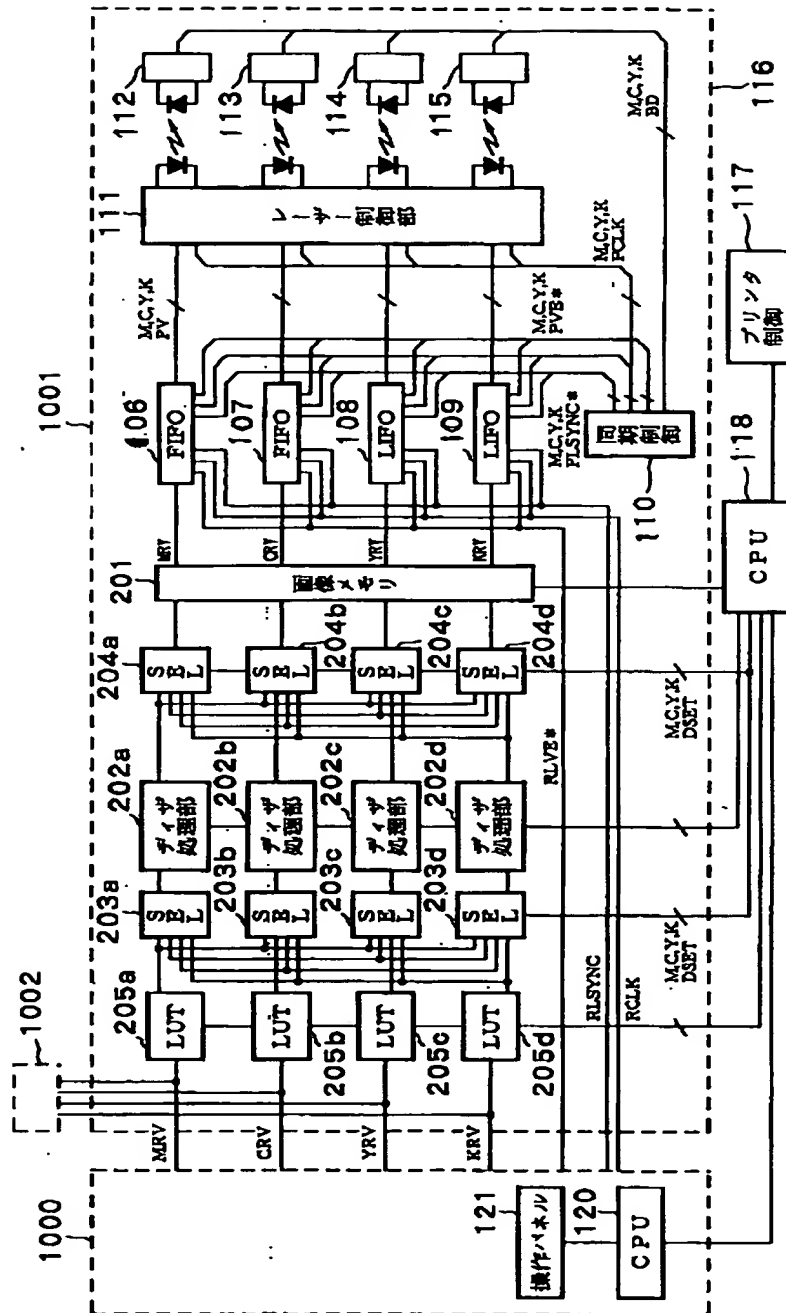 1001
1002
1000
116
112
113
114
115
111
レーザー制御部
M,C,Y,K
BD
M,C,Y,K
PV
M,C,Y,K
PVE*
M,C,Y,K
PCLK
106
FIFO
107
FIFO
108
LIFO
109
LIFO
M,C,Y,K
PLSYNC*
同期制御
110
117
プリンタ
制御
118
CPU
201
画像メモリ
MRV
CRV
YRV
KRV
204a
SEL
204b
SEL
204c
SEL
204d
SEL
RLVE*
M,C,Y,K
DSET
202a
ディザ
処理部
202b
ディザ
処理部
202c
ディザ
処理部
202d
ディザ
処理部
203a
SEL
203b
SEL
203c
SEL
203d
SEL
M,C,Y,K
DSET
RLSYNC
RCLK
205a
LUT
205b
LUT
205c
LUT
205d
LUT
MRV
CRV
YRV
KRV
121
操作パネル
120
CPU